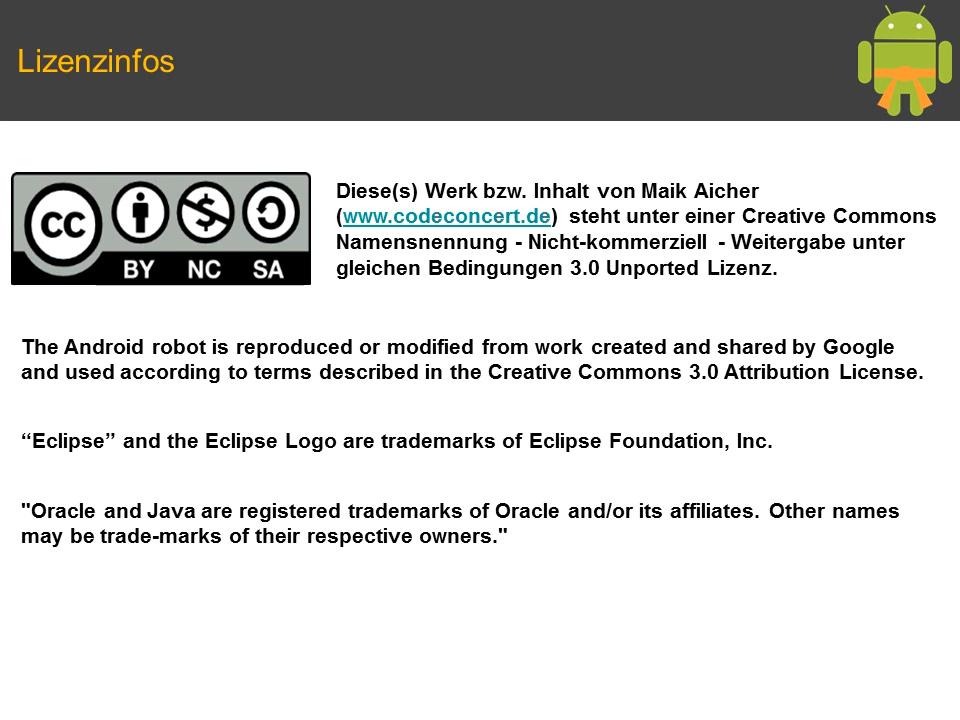 Lizenzinfos
cc
BY NC SA
Diese(s) Werk bzw. Inhalt von Maik Aicher
(www.codeconcert.de) steht unter einer Creative Commons
Namensnennung - Nicht-kommerziell - Weitergabe unter
gleichen Bedingungen 3.0 Unported Lizenz.
The Android robot is reproduced or modified from work created and shared by Google
and used according to terms described in the Creative Commons 3.0 Attribution License.
“Eclipse” and the Eclipse Logo are trademarks of Eclipse Foundation, Inc.
"Oracle and Java are registered trademarks of Oracle and/or its affiliates. Other names
may be trade-marks of their respective owners."